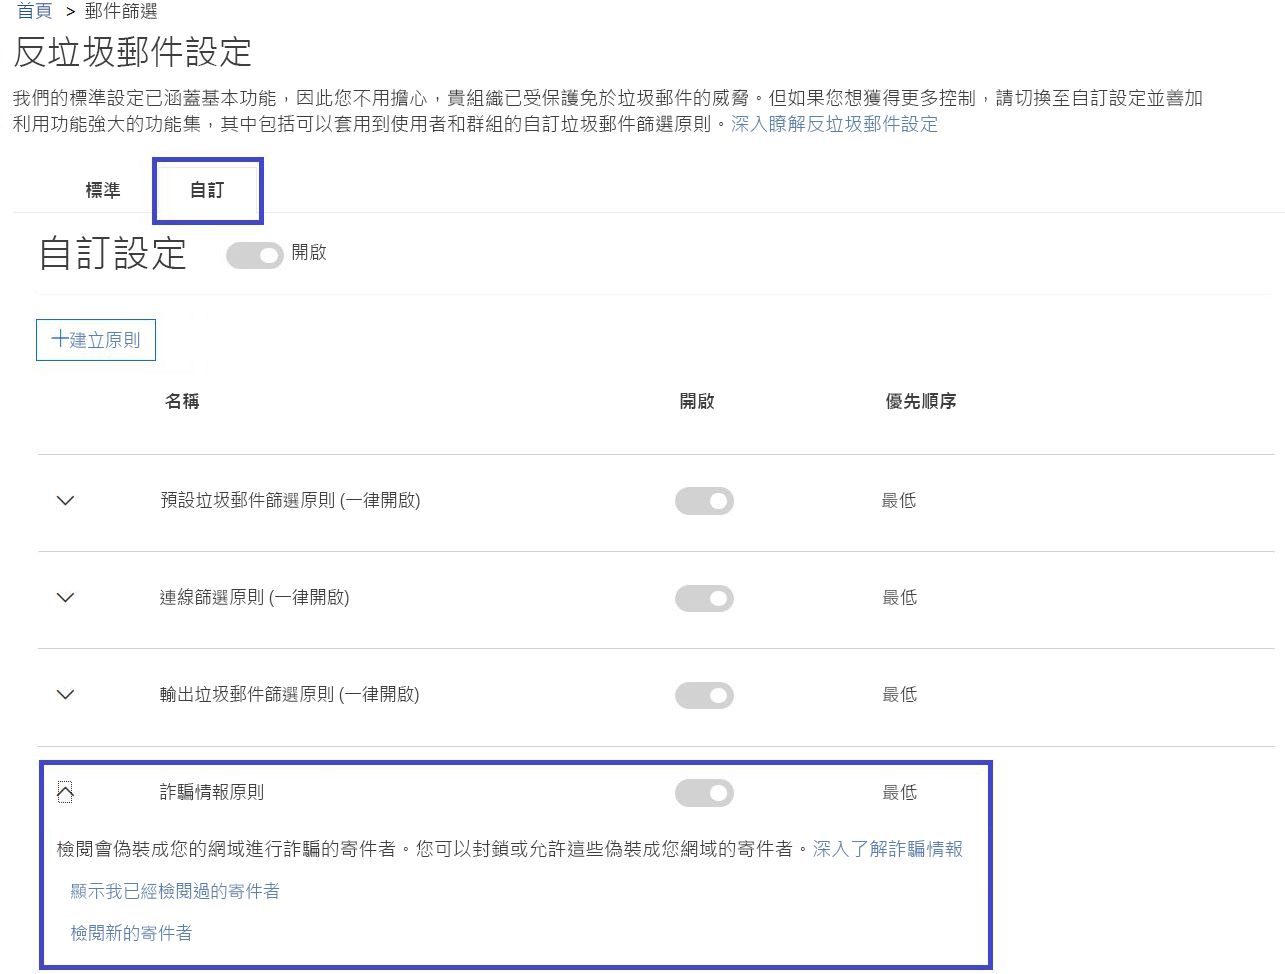 首頁 > 郵件篩選
反垃圾郵件設定
我們的標準設定已涵蓋基本功能，因此您不用擔心，貴組織已受保護免於垃圾郵件的威脅。但如果您想獲得更多控制，請切換至自訂設定並善加
利用功能強大的功能集，其中包括可以套用到使用者和群組的自訂垃圾郵件篩選原則。深入瞭解反垃圾郵件設定
標準 自訂
自訂設定 開啟
＋建立原則
名稱 開啟 優先順序
預設垃圾郵件篩選原則 (一律開啟) 最低
連線篩選原則 (一律開啟) 最低
輸出垃圾郵件篩選原則 (一律開啟) 最低
詐騙情報原則 最低
檢閱會偽裝成您的網域進行詐騙的寄件者。您可以封鎖或允許這些偽裝成您網域的寄件者。深入了解詐騙情報
顯示我已經檢閱過的寄件者
檢閱新的寄件者